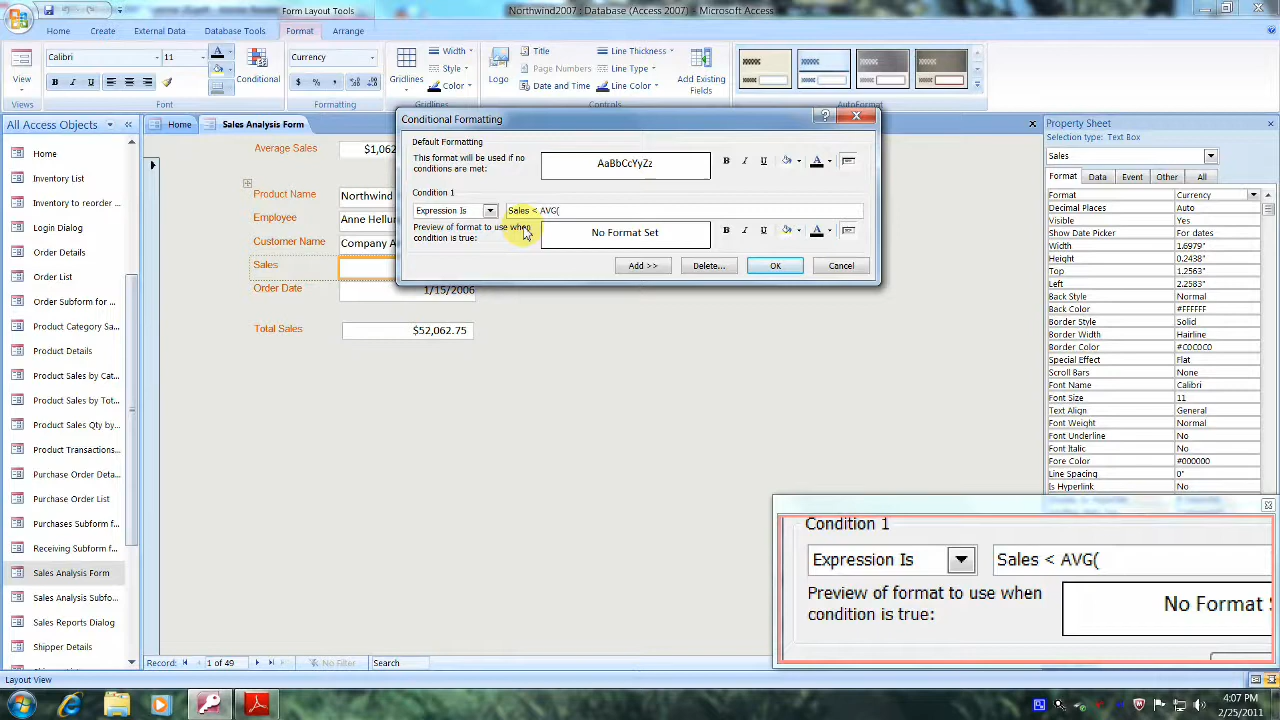 Form Layout Tools
Northwind2007 : Database (Access 2007) - Microsoft Access
Home
Create
External Data
Database Tools
Format
Arrange
Calibri
11
Currency
View
Conditional
Gridlines
Width
Style
Color
Logo
Title
Page Numbers
Date and Time
Line Thickness
Line Type
Line Color
Add Existing
Fields
Views
Font
Formatting
Gridlines
Controls
AutoFormat
All Access Objects
Home
Inventory List
Inventory to reorder ...
Login Dialog
Order Details
Order List
Order Subform for ...
Product Category Sa...
Product Details
Product Sales by Cat...
Product Sales by Tot...
Product Sales Qty by...
Product Transactions...
Purchase Order Deta...
Purchase Order List
Purchases Subform f...
Receiving Subform f...
Sales Analysis Form
Sales Analysis Subfo...
Sales Reports Dialog
Shipper Details
Home
Sales Analysis Form
Average Sales
$1,062
Product Name
Northwind
Employee
Anne Hellun
Customer Name
Company A
Sales
Order Date
1/15/2006
Total Sales
$52,062.75
Conditional Formatting
Default Formatting
This format will be used if no
conditions are met:
AaBbCcYyZz
Condition 1
Expression Is
Sales < AVG(
Preview of format to use when
condition is true:
No Format Set
Add >>
Delete...
OK
Cancel
Property Sheet
Selection type: Text Box
Sales
Format
Data
Event
Other
All
Format Currency
Decimal Places Auto
Visible Yes
Show Date Picker For dates
Width 1.6979"
Height 0.2438"
Top 1.2563"
Left 2.2583"
Back Style Normal
Back Color #FFFFFF
Border Style Solid
Border Width Hairline
Border Color #C0C0C0
Special Effect Flat
Scroll Bars None
Font Name Calibri
Font Size 11
Text Align General
Font Weight Normal
Font Underline No
Font Italic No
Fore Color #000000
Line Spacing 0"
Is Hyperlink No
Condition 1
Expression Is
Sales < AVG(
Preview of format to use when
condition is true:
No Format S
Record:
1 of 49
No Filter
Search
Layout View
4:07 PM
2/25/2011